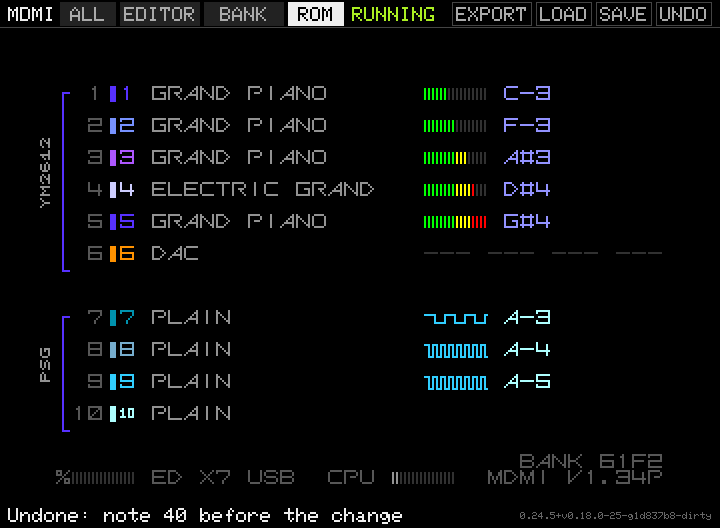 MDMI ALL EDITOR BANK ROM RUNNING EXPORT LOAD SAVE UNDO
YM2612
1 1 GRAND PIANO C-3
2 2 GRAND PIANO F-3
3 3 GRAND PIANO A#3
4 4 ELECTRIC GRAND D#4
5 5 GRAND PIANO G#4
6 6 DAC --- --- --- ---
PSG
7 7 PLAIN A-3
8 8 PLAIN A-4
9 9 PLAIN A-5
10 10 PLAIN
BANK 61F2
% ED X7 USB CPU MDMI V1.34P
Undone: note 40 before the change
0.24.5+v0.18.0-25-g1d837b8-dirty